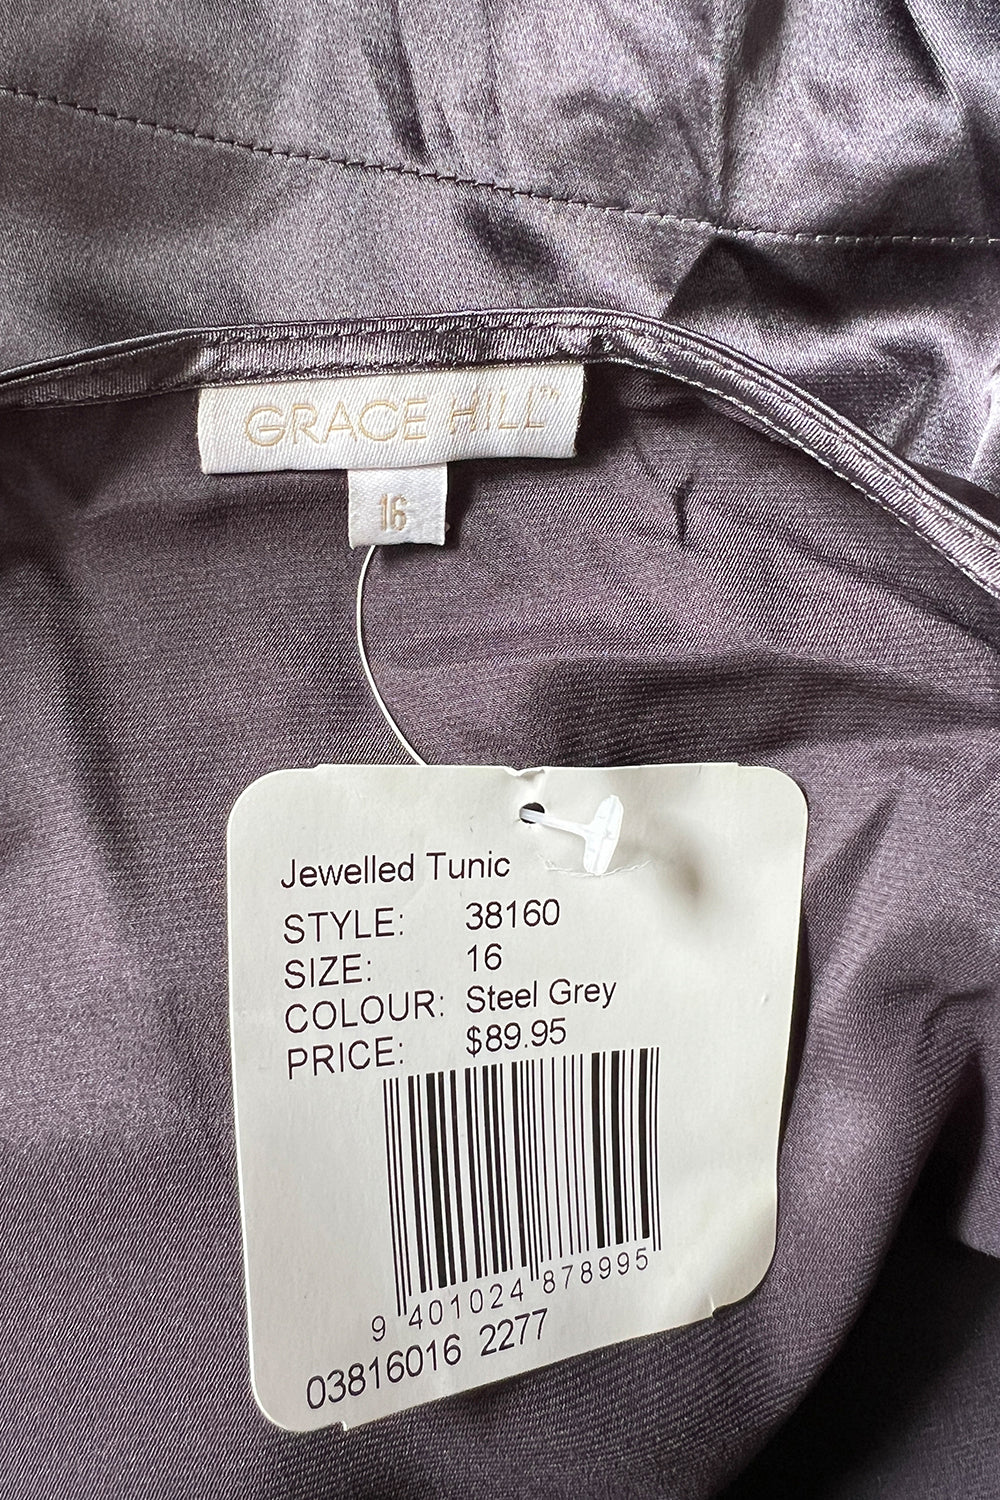 GRACE HILL™
16
Jewelled Tunic
STYLE: 38160
SIZE: 16
COLOUR: Steel Grey
PRICE: $89.95
9 401024 878995
03816016 2277